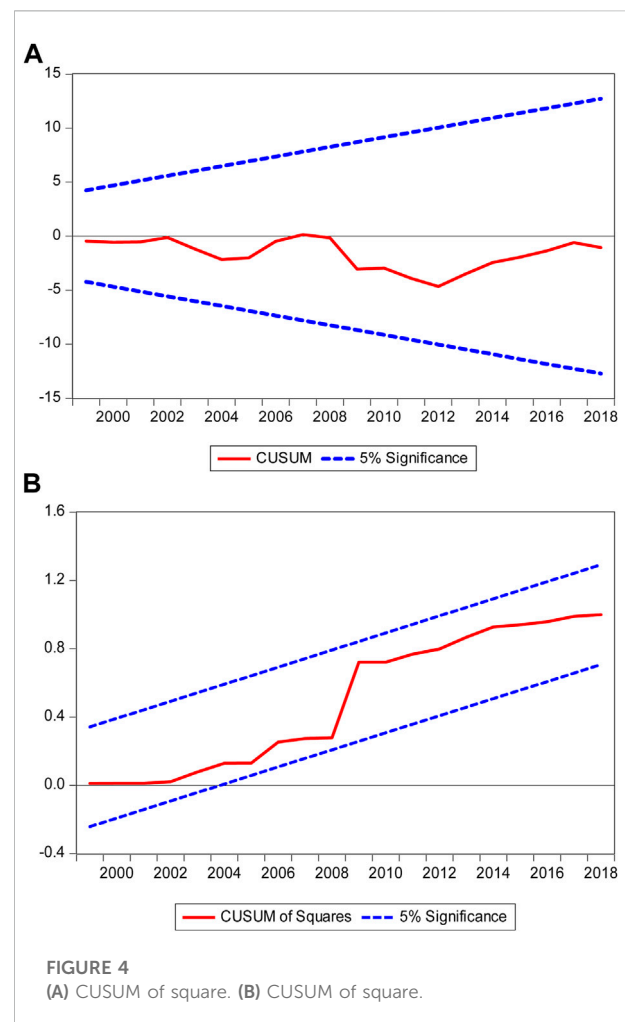 A
15
10
5
0
-5
-10
-15
2000 2002 2004 2006 2008 2010 2012 2014 2016 2018
CUSUM 5% Significance
B
1.6
1.2
0.8
0.4
0.0
-0.4
2000 2002 2004 2006 2008 2010 2012 2014 2016 2018
CUSUM of Squares 5% Significance
FIGURE 4
(A) CUSUM of square. (B) CUSUM of square.